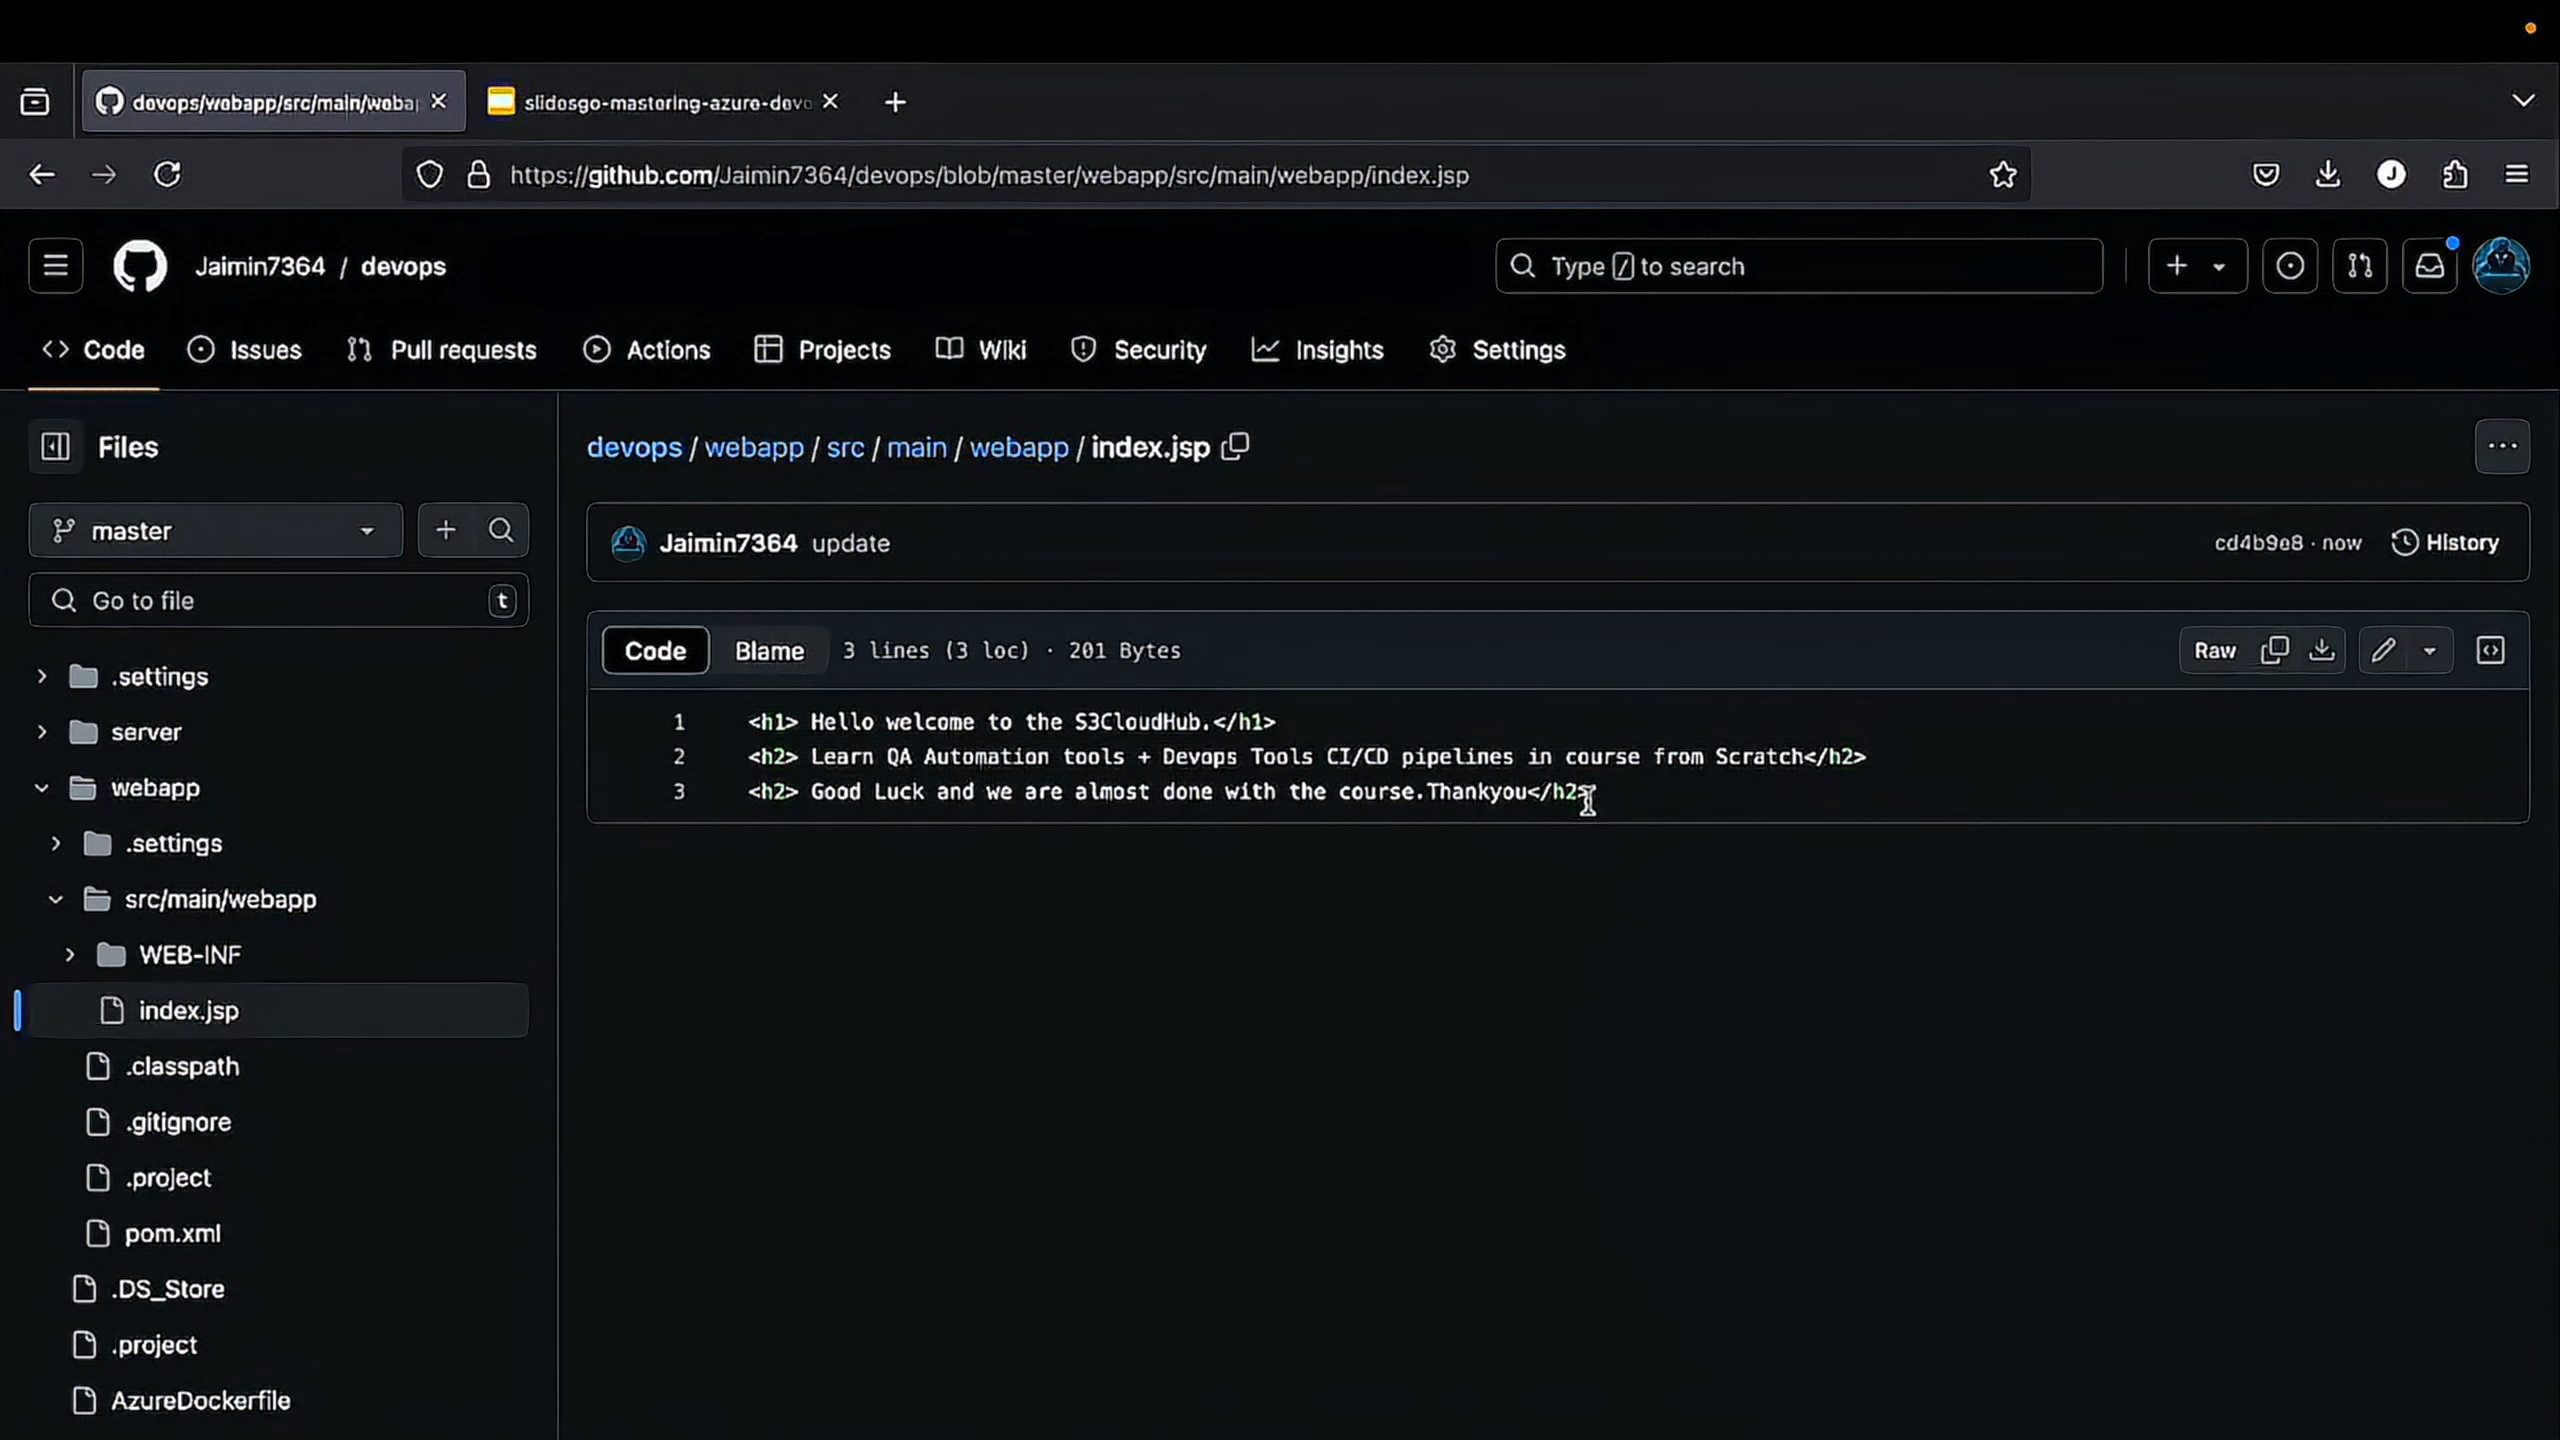 devops/webapp/src/main/weba
slidesgo-mastering-azure-devo
https://github.com/Jaimin7364/devops/blob/master/webapp/src/main/webapp/index.jsp
J
Jaimin7364 / devops
Type / to search
Code
Issues
Pull requests
Actions
Projects
Wiki
Security
Insights
Settings
Files
devops / webapp / src / main / webapp / index.jsp
master
Jaimin7364 update
cd4b9e8 · now
History
Go to file
t
Code
Blame
3 lines (3 loc) · 201 Bytes
Raw
.settings
server
webapp
.settings
src/main/webapp
WEB-INF
index.jsp
.classpath
.gitignore
.project
pom.xml
.DS_Store
.project
AzureDockerfile
1 <h1> Hello welcome to the S3CloudHub.</h1>
2 <h2> Learn QA Automation tools + Devops Tools CI/CD pipelines in course from Scratch</h2>
3 <h2> Good Luck and we are almost done with the course.Thankyou</h2>